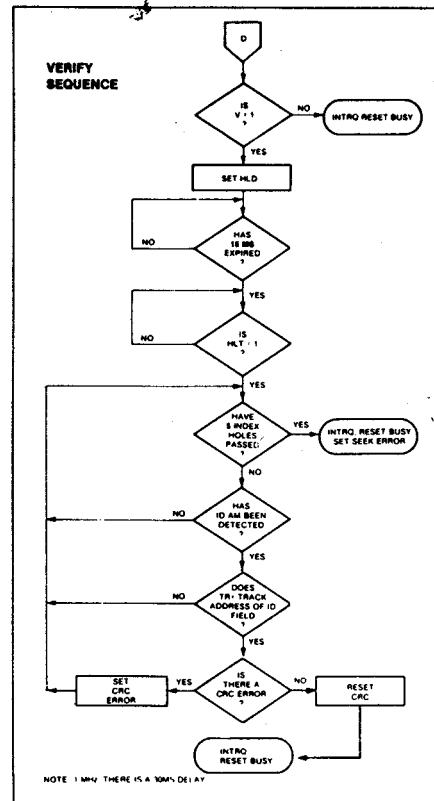 D
VERIFY
SEQUENCE
IS
V = 1
?
NO
INTRQ RESET BUSY
YES
SET HLD
HAS
15 MS
EXPIRED
?
NO
YES
IS
HLT = 1
?
NO
YES
HAVE
5 INDEX
HOLES
PASSED
?
YES
INTRQ, RESET BUSY
SET SEEK ERROR
NO
HAS
ID AM BEEN
DETECTED
?
NO
YES
DOES
TR = TRACK
ADDRESS OF ID
FIELD
?
NO
YES
IS
THERE A
CRC ERROR
?
YES
SET
CRC
ERROR
NO
RESET
CRC
INTRQ
RESET BUSY
NOTE: 1 MHZ, THERE IS A 30MS DELAY